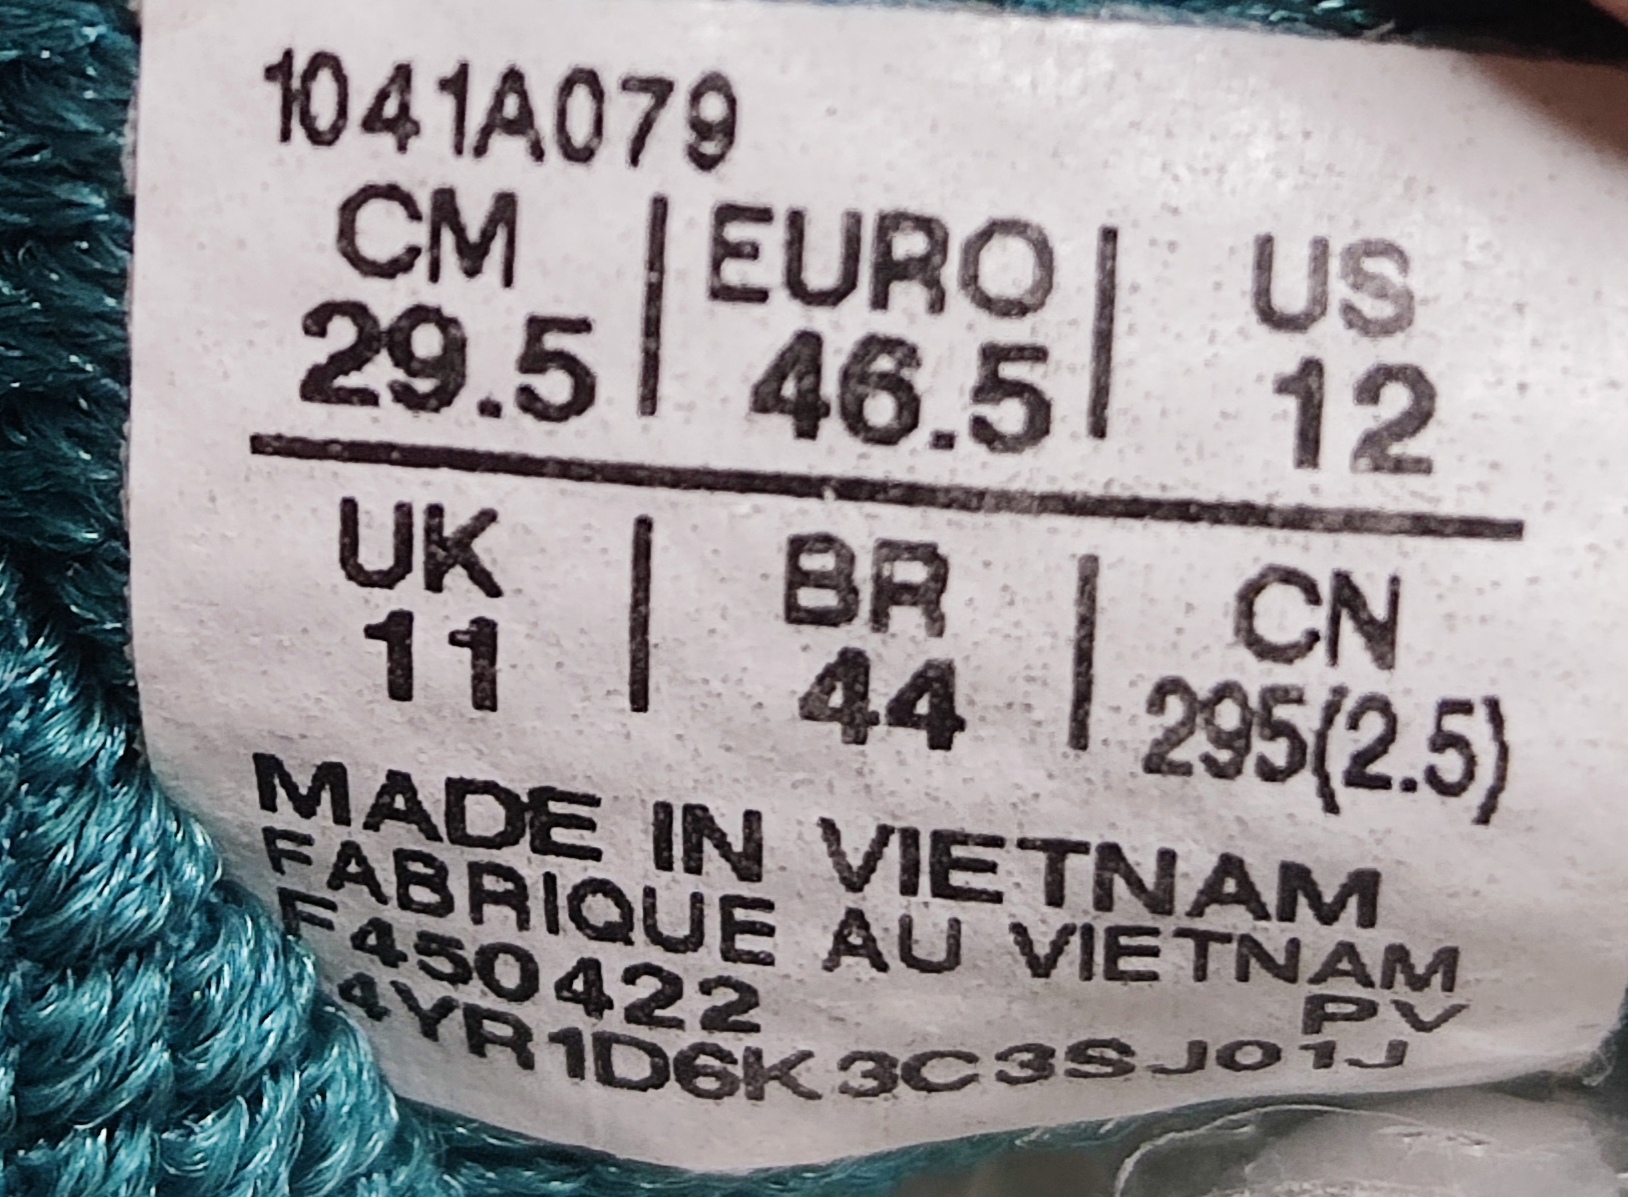 1041A079
CM | EURO | US
29.5 | 46.5 | 12
UK | BR | CN
11 | 44 | 295(2.5)
MADE IN VIETNAM
FABRIQUE AU VIETNAM
F450422 PV
4YR1D6K3C3SJ01J